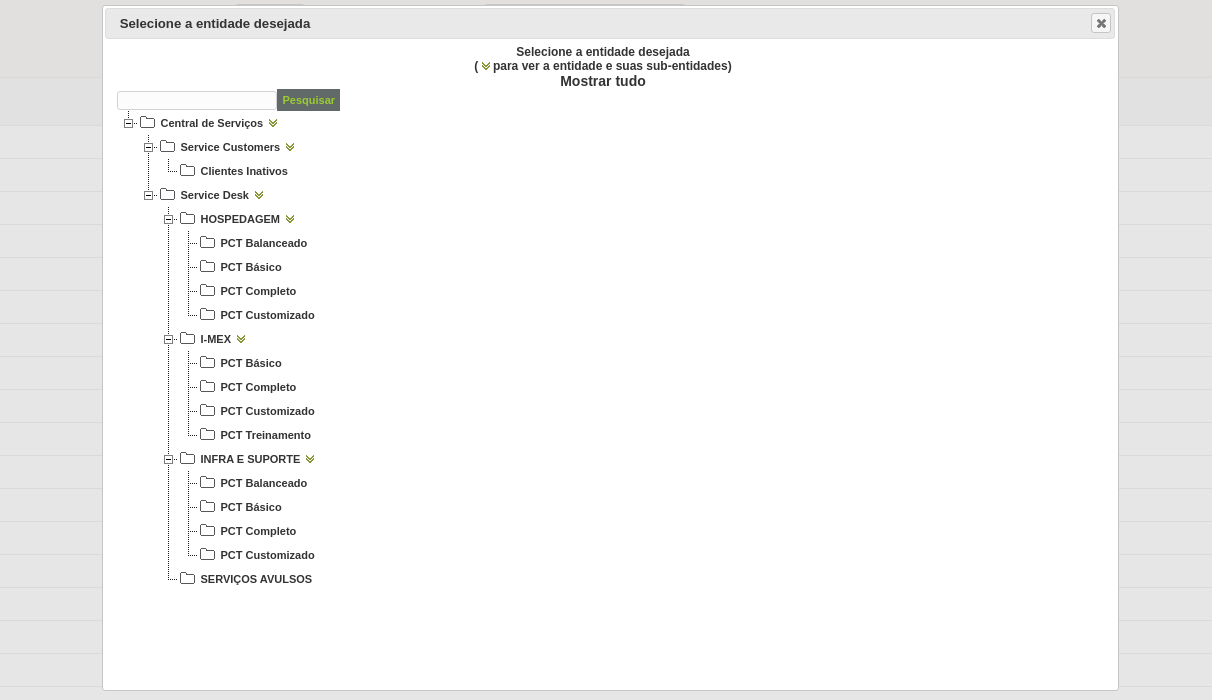 Selecione a entidade desejada
Selecione a entidade desejada
( para ver a entidade e suas sub-entidades)
Mostrar tudo
Pesquisar
Central de Serviços
Service Customers
Clientes Inativos
Service Desk
HOSPEDAGEM
PCT Balanceado
PCT Básico
PCT Completo
PCT Customizado
I-MEX
PCT Básico
PCT Completo
PCT Customizado
PCT Treinamento
INFRA E SUPORTE
PCT Balanceado
PCT Básico
PCT Completo
PCT Customizado
SERVIÇOS AVULSOS